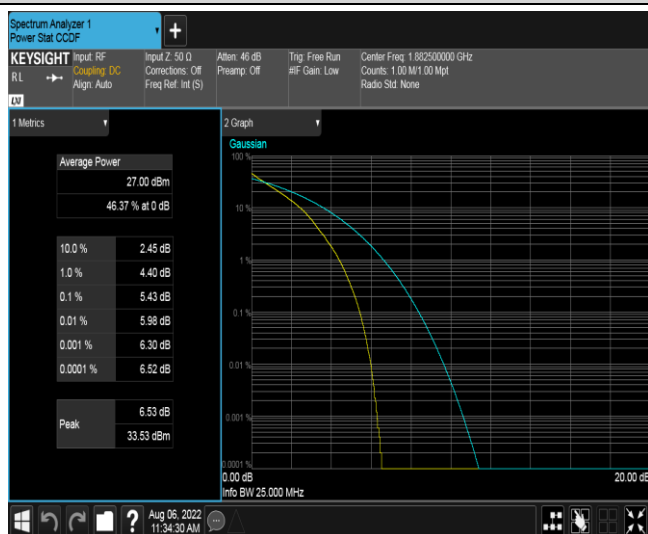 Spectrum Analyzer 1
Power Stat CCDF
KEYSIGHT
RL
LXI
Input: RF
Coupling: DC
Align: Auto
Input Z: 50 Ω
Corrections: Off
Freq Ref: Int (S)
Atten: 46 dB
Preamp: Off
Trig: Free Run
#IF Gain: Low
Center Freq: 1.882500000 GHz
Counts: 1.00 M/1.00 Mpt
Radio Std: None
1 Metrics
Average Power
27.00 dBm
46.37 % at 0 dB
10.0 % 2.45 dB
1.0 % 4.40 dB
0.1 % 5.43 dB
0.01 % 5.98 dB
0.001 % 6.30 dB
0.0001 % 6.52 dB
Peak
6.53 dB
33.53 dBm
2 Graph
Gaussian
100 %
10 %
1 %
0.1 %
0.01 %
0.001 %
0.0001 %
0.00 dB
20.00 dB
Info BW 25.000 MHz
?
Aug 06, 2022
11:34:30 AM